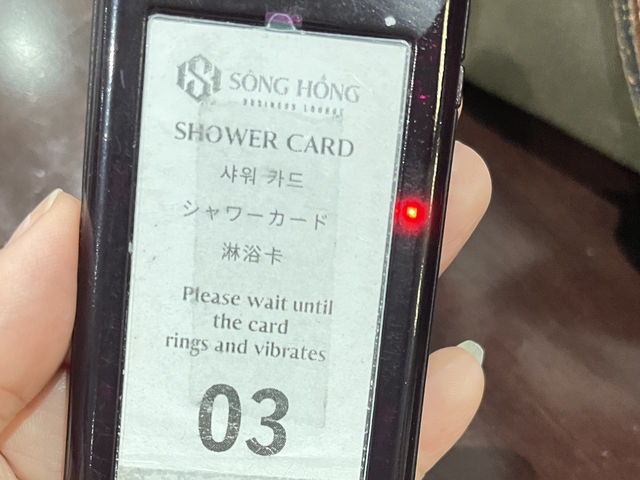 SÔNG HỒNG
BUSINESS LOUNGE
SHOWER CARD
샤워 카드
シャワーカード
淋浴卡
Please wait until
the card
rings and vibrates
03